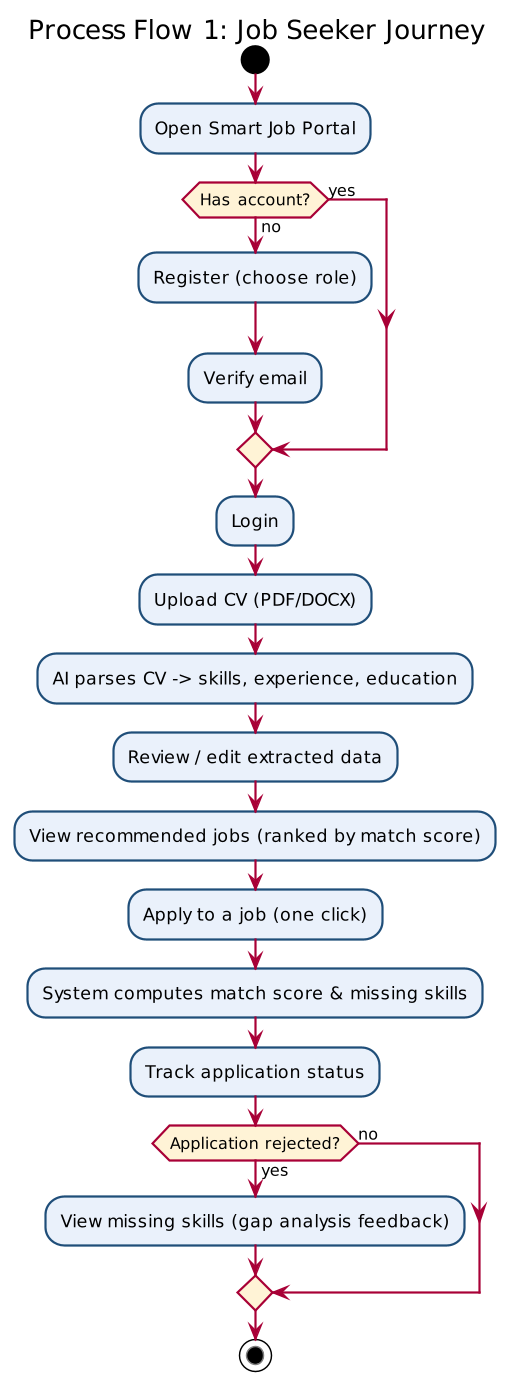 Process Flow 1: Job Seeker Journey
Open Smart Job Portal
Has account?
yes
no
Register (choose role)
Verify email
Login
Upload CV (PDF/DOCX)
AI parses CV -> skills, experience, education
Review / edit extracted data
View recommended jobs (ranked by match score)
Apply to a job (one click)
System computes match score & missing skills
Track application status
Application rejected?
no
yes
View missing skills (gap analysis feedback)